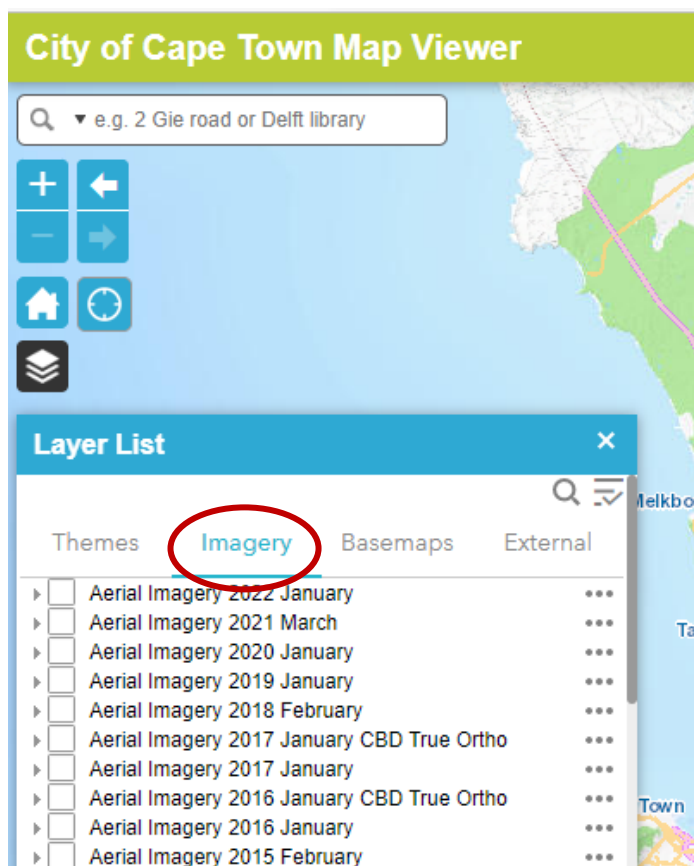 City of Cape Town Map Viewer
e.g. 2 Gie road or Delft library
Layer List
Themes Imagery Basemaps External
Aerial Imagery 2022 January
Aerial Imagery 2021 March
Aerial Imagery 2020 January
Aerial Imagery 2019 January
Aerial Imagery 2018 February
Aerial Imagery 2017 January CBD True Ortho
Aerial Imagery 2017 January
Aerial Imagery 2016 January CBD True Ortho
Aerial Imagery 2016 January
Aerial Imagery 2015 February
Town